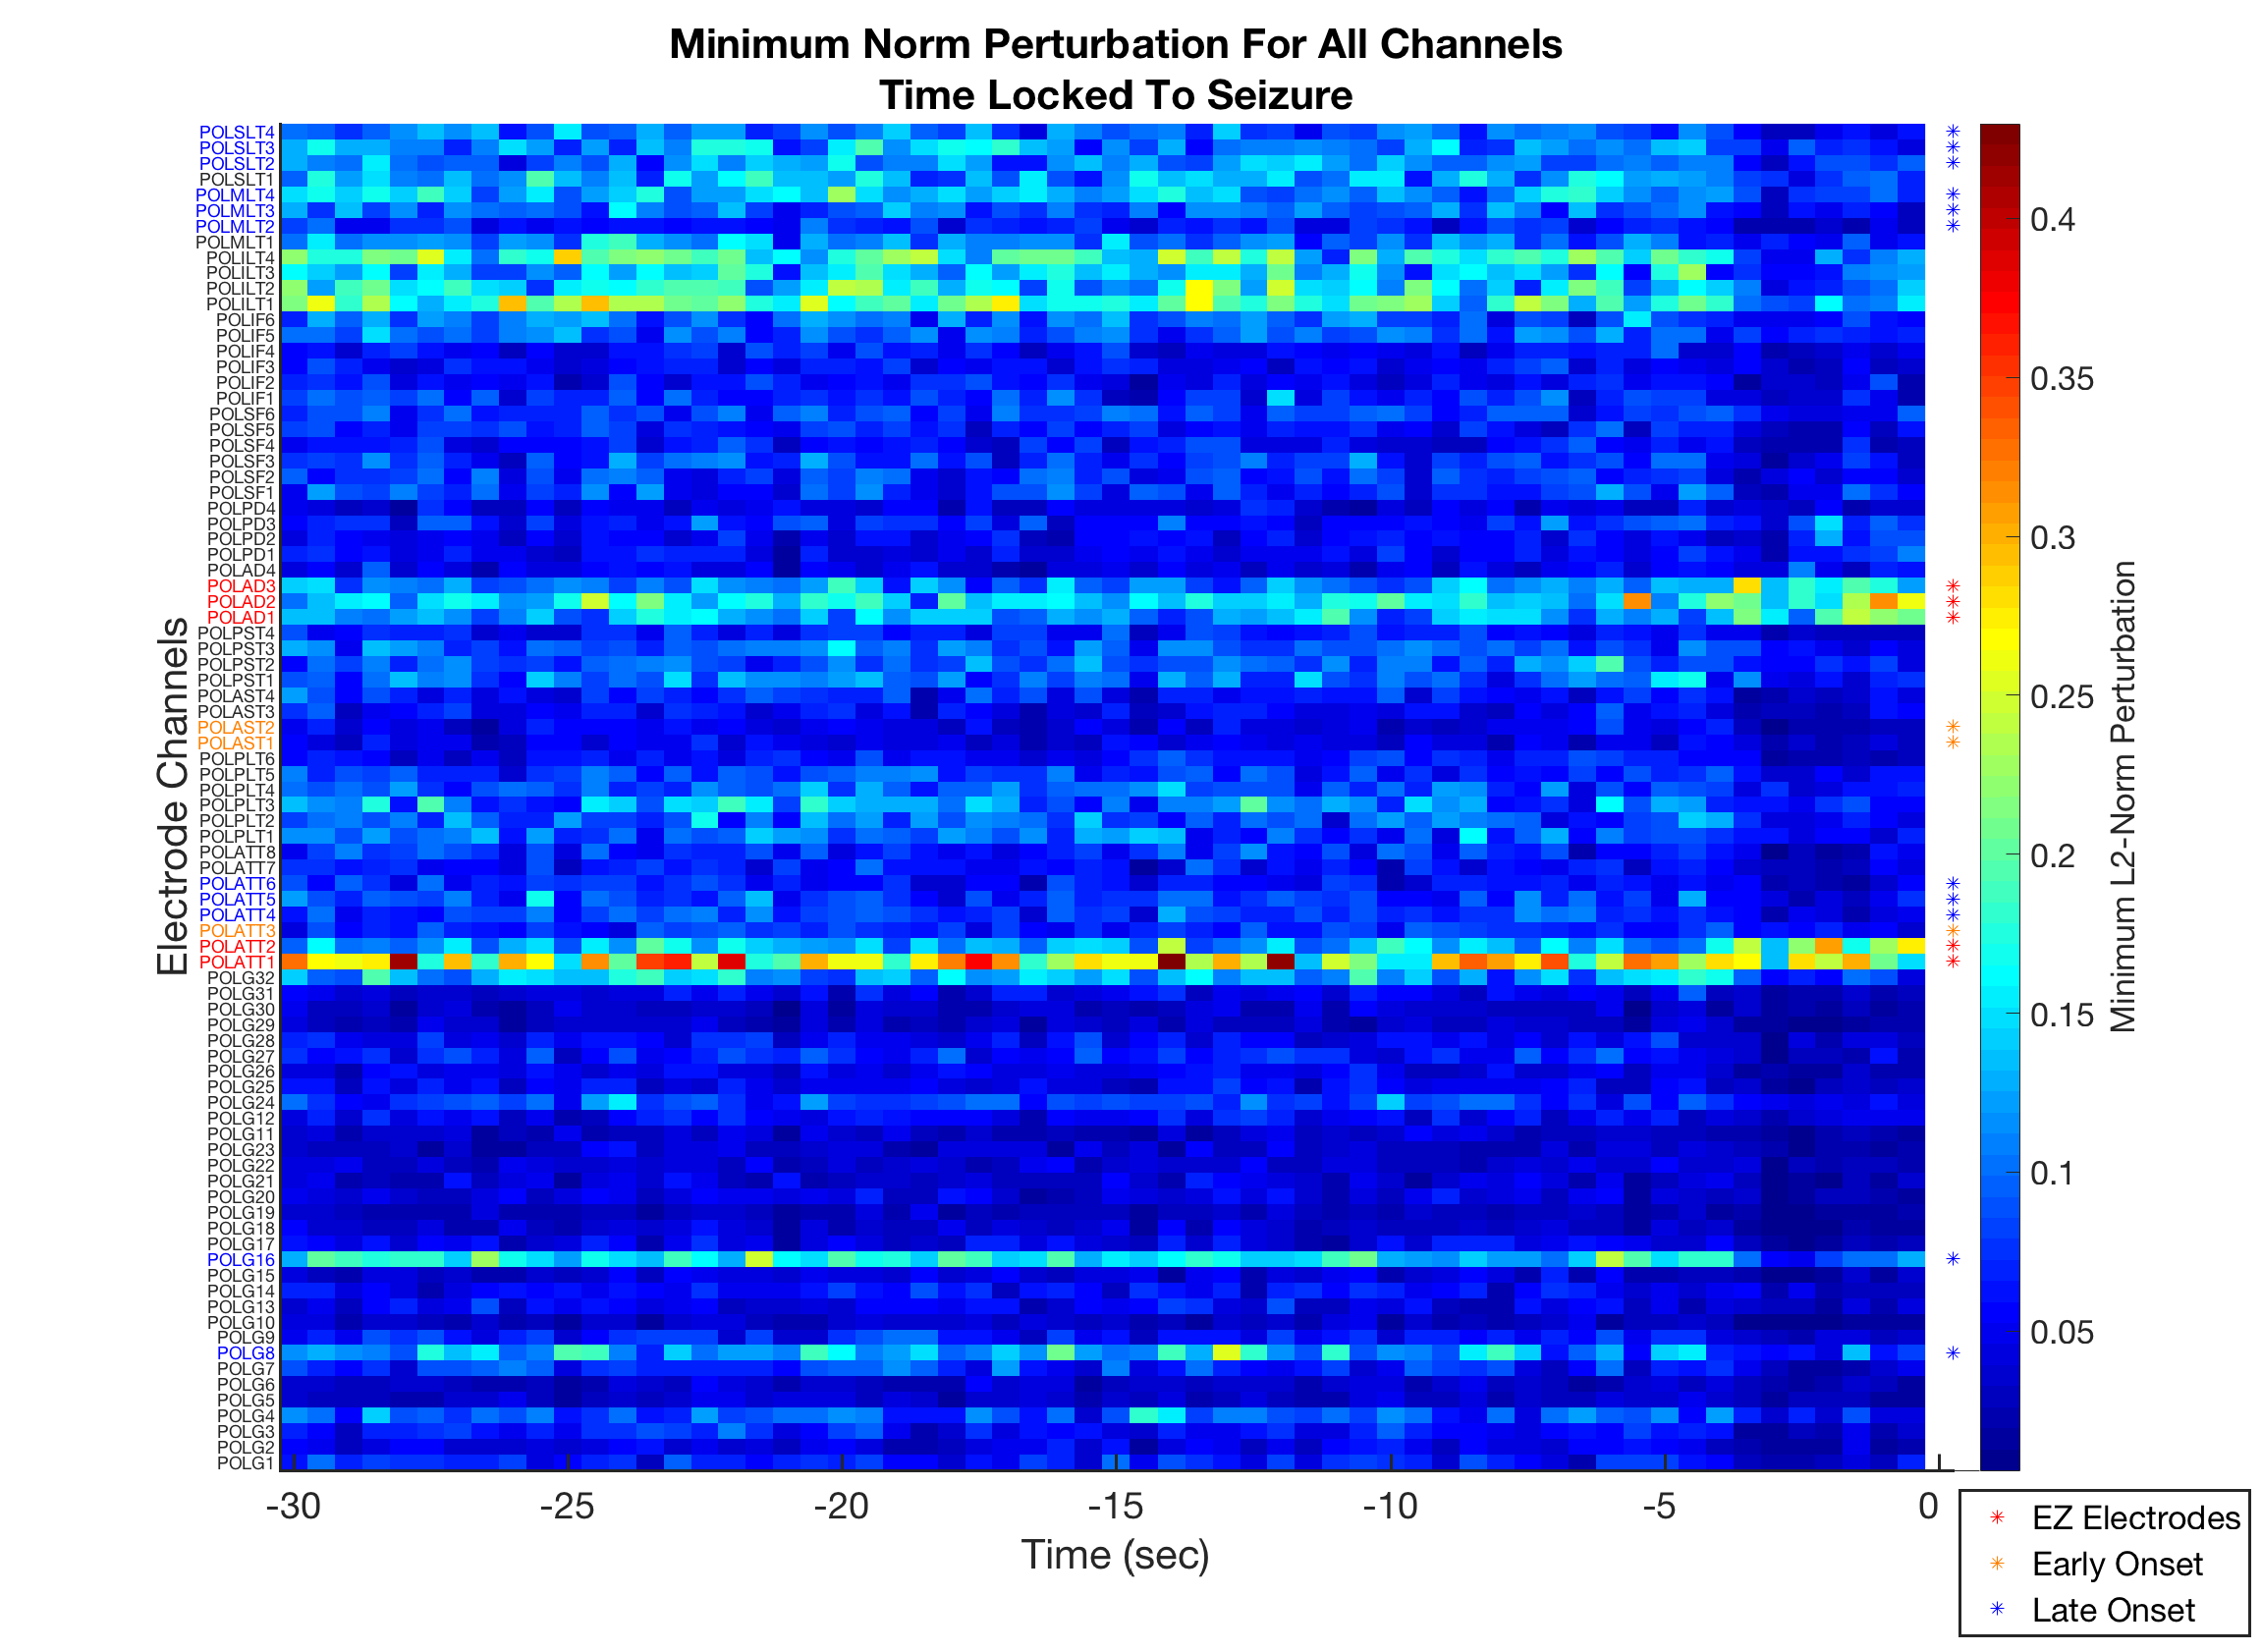 Minimum Norm Perturbation For All Channels
Time Locked To Seizure
Electrode Channels
POLSLT4
POLSLT3
POLSLT2
POLSLT1
POLMLT4
POLMLT3
POLMLT2
POLMLT1
POLILT4
POLILT3
POLILT2
POLILT1
POLIF6
POLIF5
POLIF4
POLIF3
POLIF2
POLIF1
POLSF6
POLSF5
POLSF4
POLSF3
POLSF2
POLSF1
POLPD4
POLPD3
POLPD2
POLPD1
POLAD4
POLAD3
POLAD2
POLAD1
POLPST4
POLPST3
POLPST2
POLPST1
POLAST4
POLAST3
POLAST2
POLAST1
POLPLT6
POLPLT5
POLPLT4
POLPLT3
POLPLT2
POLPLT1
POLATT8
POLATT7
POLATT6
POLATT5
POLATT4
POLATT3
POLATT2
POLATT1
POLG32
POLG31
POLG30
POLG29
POLG28
POLG27
POLG26
POLG25
POLG24
POLG12
POLG11
POLG23
POLG22
POLG21
POLG20
POLG19
POLG18
POLG17
POLG16
POLG15
POLG14
POLG13
POLG10
POLG9
POLG8
POLG7
POLG6
POLG5
POLG4
POLG3
POLG2
POLG1
-30 -25 -20 -15 -10 -5 0
Time (sec)
0.4
0.35
0.3
0.25
0.2
0.15
0.1
0.05
Minimum L2-Norm Perturbation
EZ Electrodes
Early Onset
Late Onset